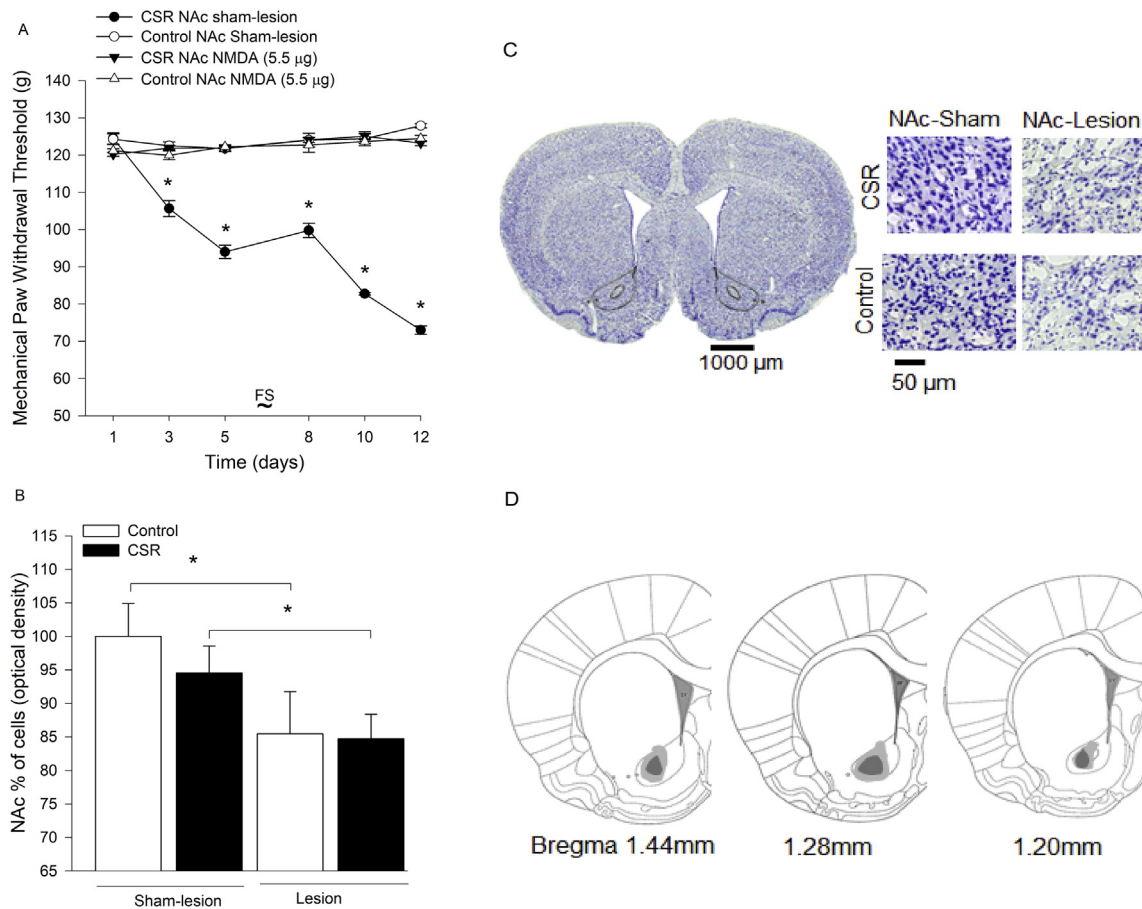 A
CSR NAc sham-lesion
Control NAc Sham-lesion
CSR NAc NMDA (5.5 μg)
Control NAc NMDA (5.5 μg)
Mechanical Paw Withdrawal Threshold (g)
140
130
120
110
100
90
80
70
60
50
*
*
*
*
*
FS
~
1 3 5 8 10 12
Time (days)
B
Control
CSR
NAc % of cells (optical density)
115
110
105
100
95
90
85
80
75
70
65
*
*
Sham-lesion Lesion
C
NAc-Sham NAc-Lesion
CSR
Control
1000 μm
50 μm
D
Bregma 1.44mm 1.28mm 1.20mm